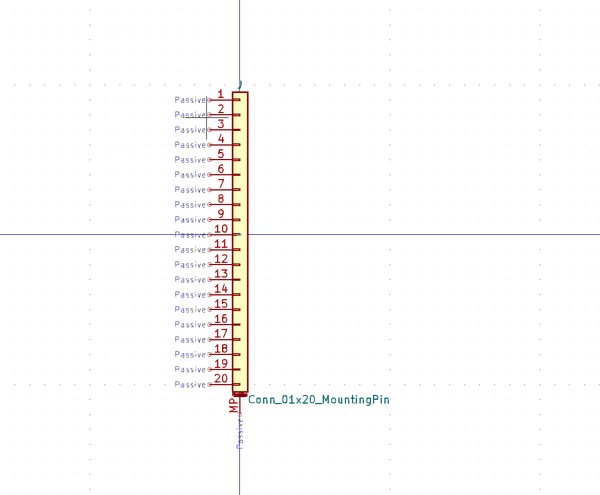 J
Passive 1
Passive 2
Passive 3
Passive 4
Passive 5
Passive 6
Passive 7
Passive 8
Passive 9
Passive 10
Passive 11
Passive 12
Passive 13
Passive 14
Passive 15
Passive 16
Passive 17
Passive 18
Passive 19
Passive 20
MP
Conn_01x20_MountingPin
Passive